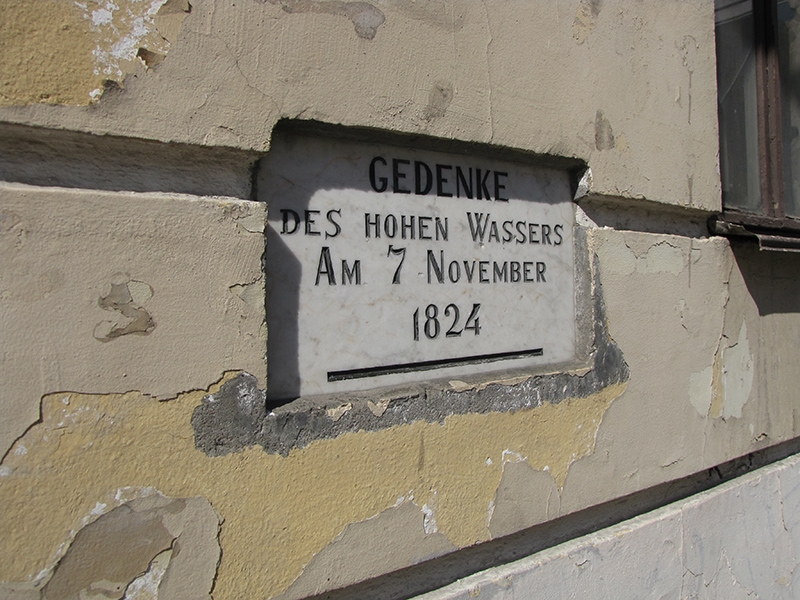 GEDENKE
DES HOHEN WASSERS
AM 7 NOVEMBER
1824